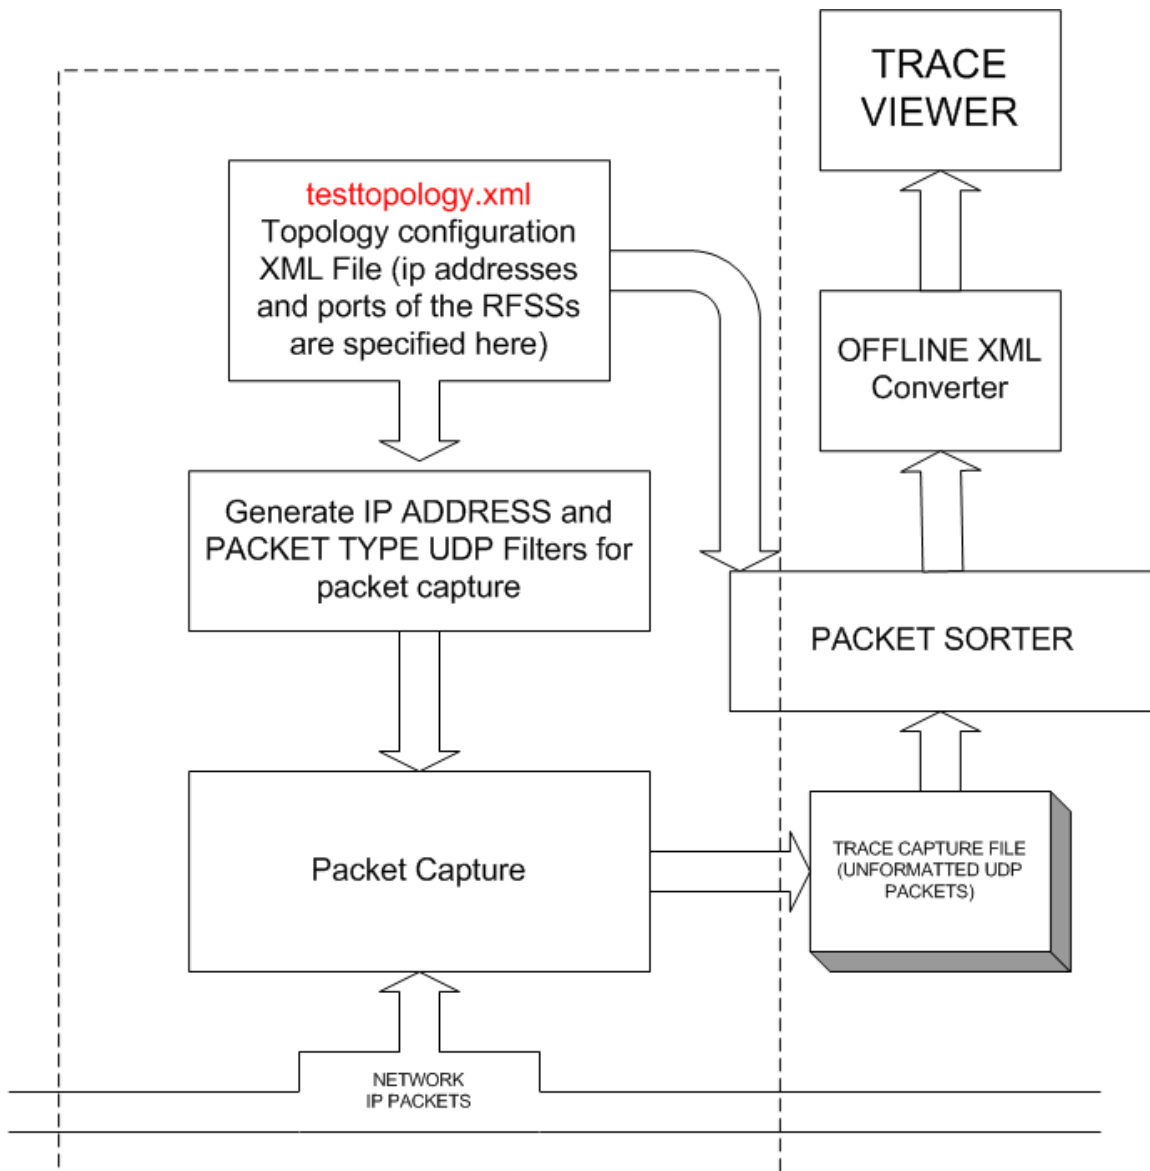 TRACE
VIEWER
testtopology.xml
Topology configuration
XML File (ip addresses
and ports of the RFSSs
are specified here)
OFFLINE XML
Converter
Generate IP ADDRESS and
PACKET TYPE UDP Filters for
packet capture
PACKET SORTER
Packet Capture
TRACE CAPTURE FILE
(UNFORMATTED UDP
PACKETS)
NETWORK
IP PACKETS